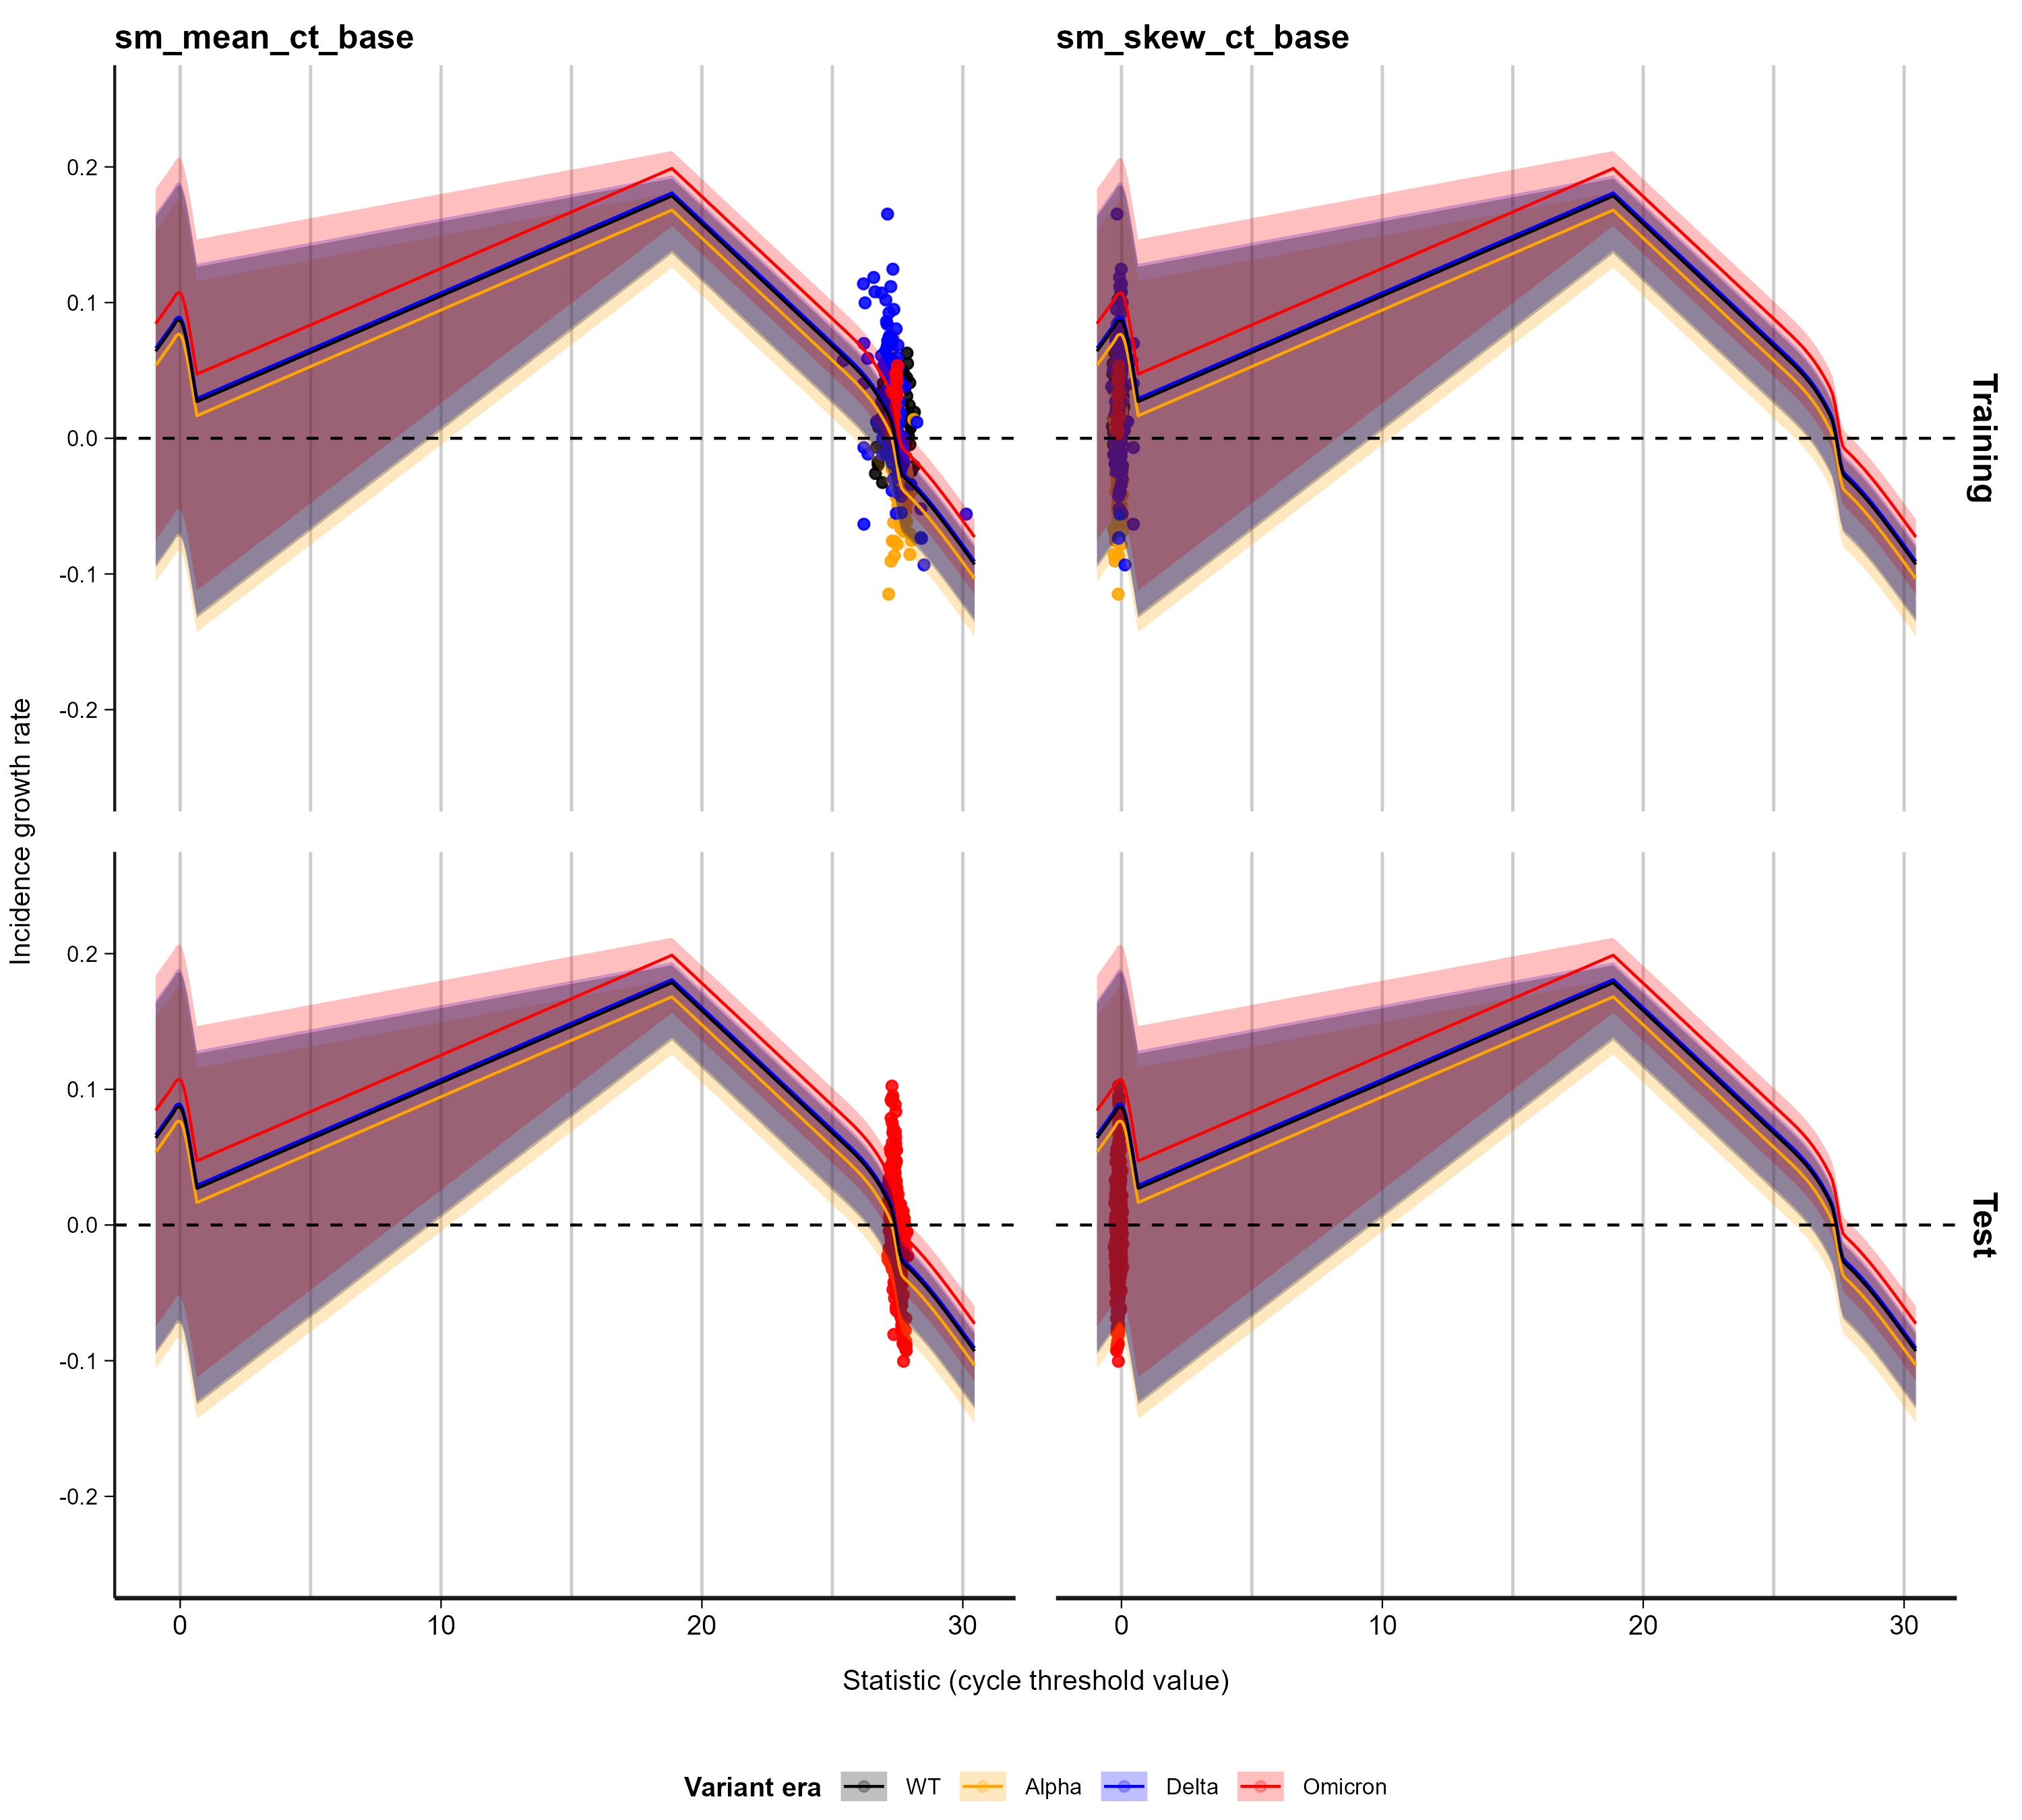 sm_mean_ct_base
sm_skew_ct_base
0.2
0.1
0.0
-0.1
-0.2
Training
Incidence growth rate
0.2
0.1
0.0
-0.1
-0.2
Test
0 10 20 30
0 10 20 30
Statistic (cycle threshold value)
Variant era WT Alpha Delta Omicron